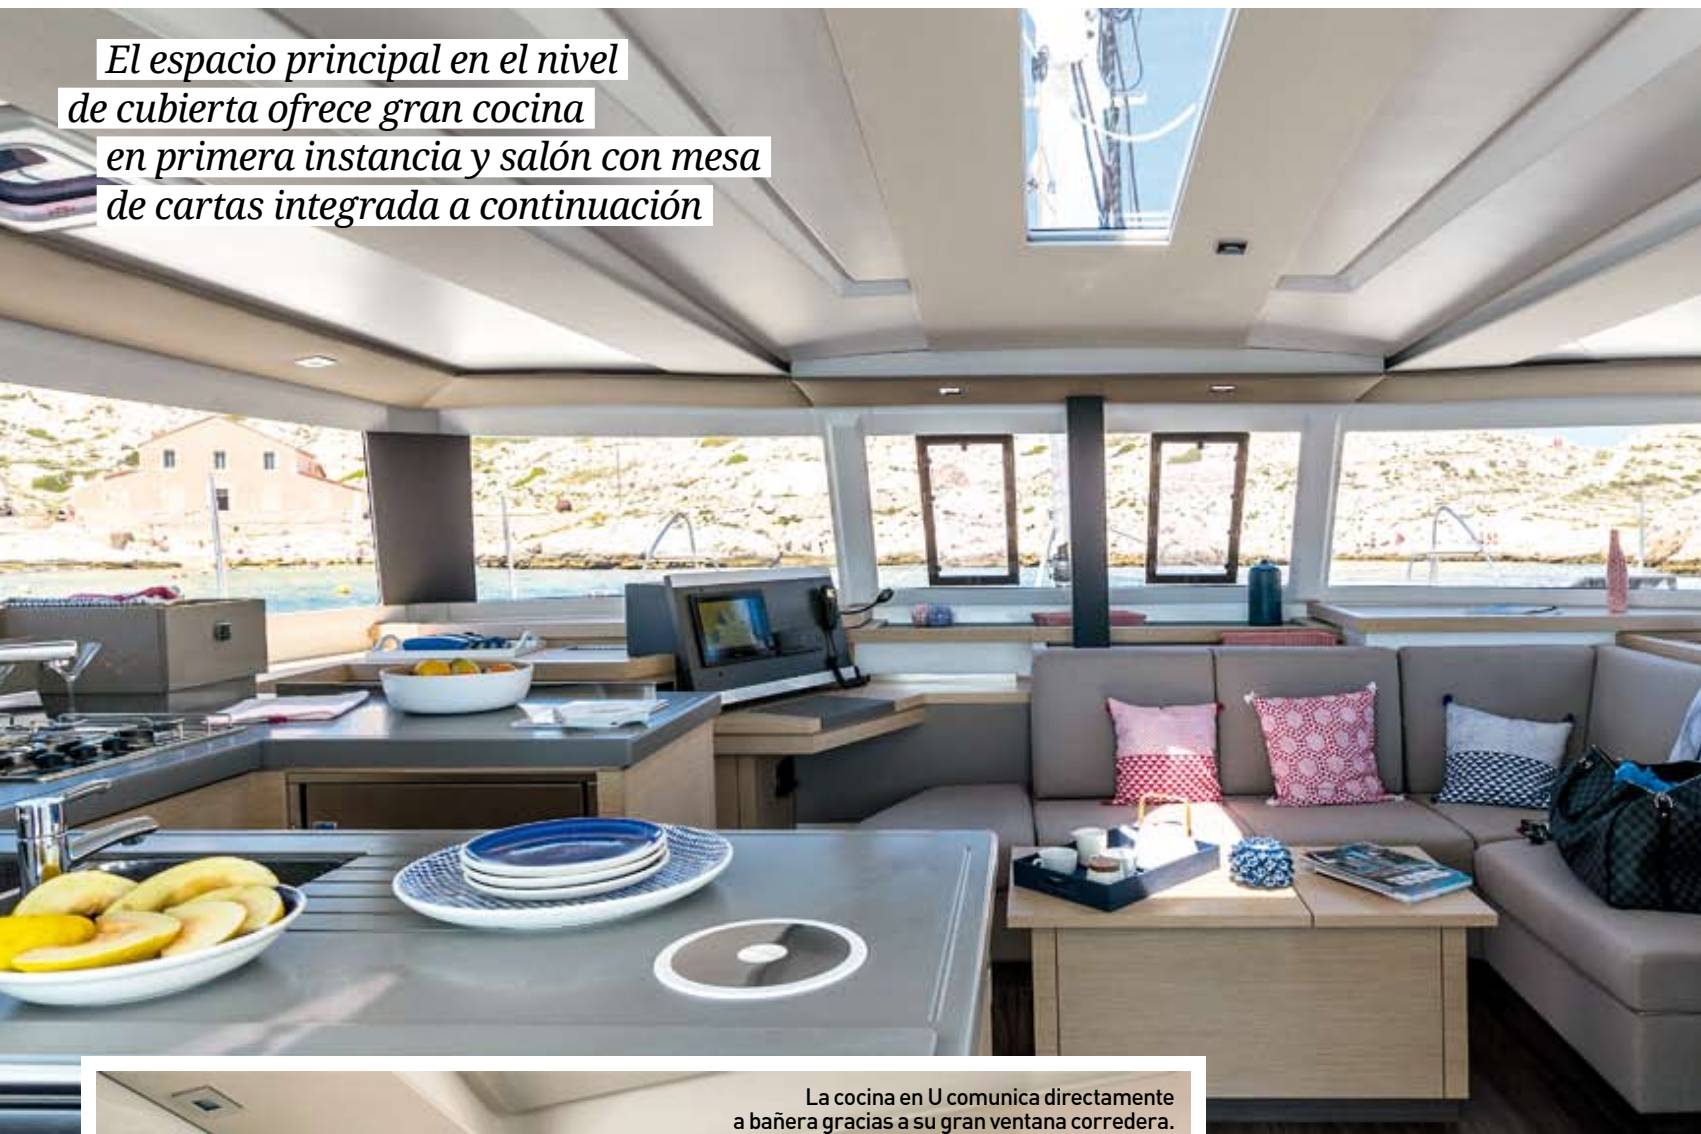 El espacio principal en el nivel
de cubierta ofrece gran cocina
en primera instancia y salón con mesa
de cartas integrada a continuación
La cocina en U comunica directamente
a bañera gracias a su gran ventana corredera.